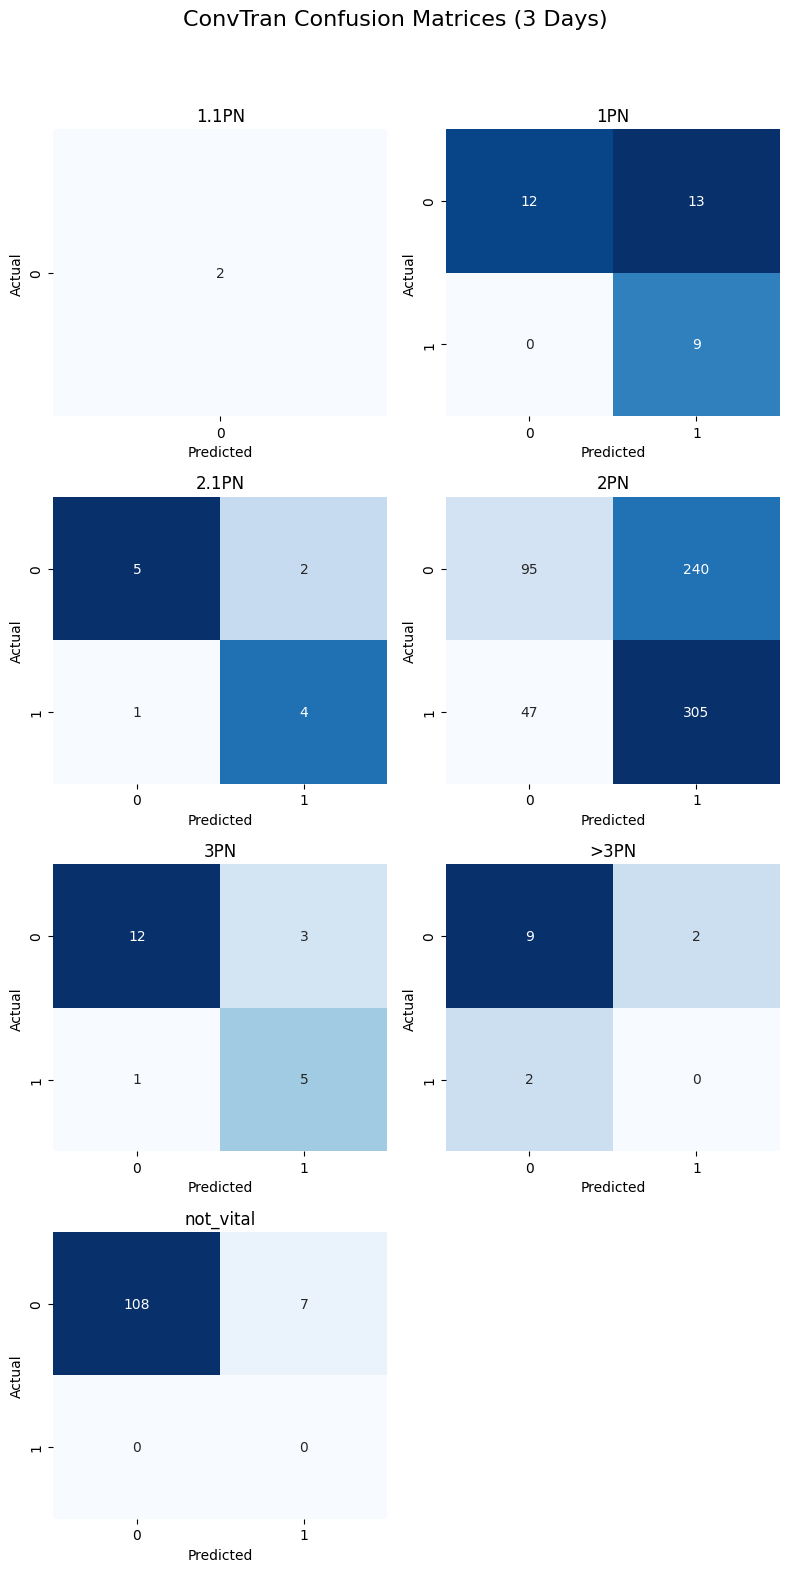 ConvTran Confusion Matrices (3 Days)
1.1PN
Actual
0
2
0
Predicted
1PN
Actual
0
12 13
1
0 9
0 1
Predicted
2.1PN
Actual
0
5 2
1
1 4
0 1
Predicted
2PN
Actual
0
95 240
1
47 305
0 1
Predicted
3PN
Actual
0
12 3
1
1 5
0 1
Predicted
>3PN
Actual
0
9 2
1
2 0
0 1
Predicted
not_vital
Actual
0
108 7
1
0 0
0 1
Predicted